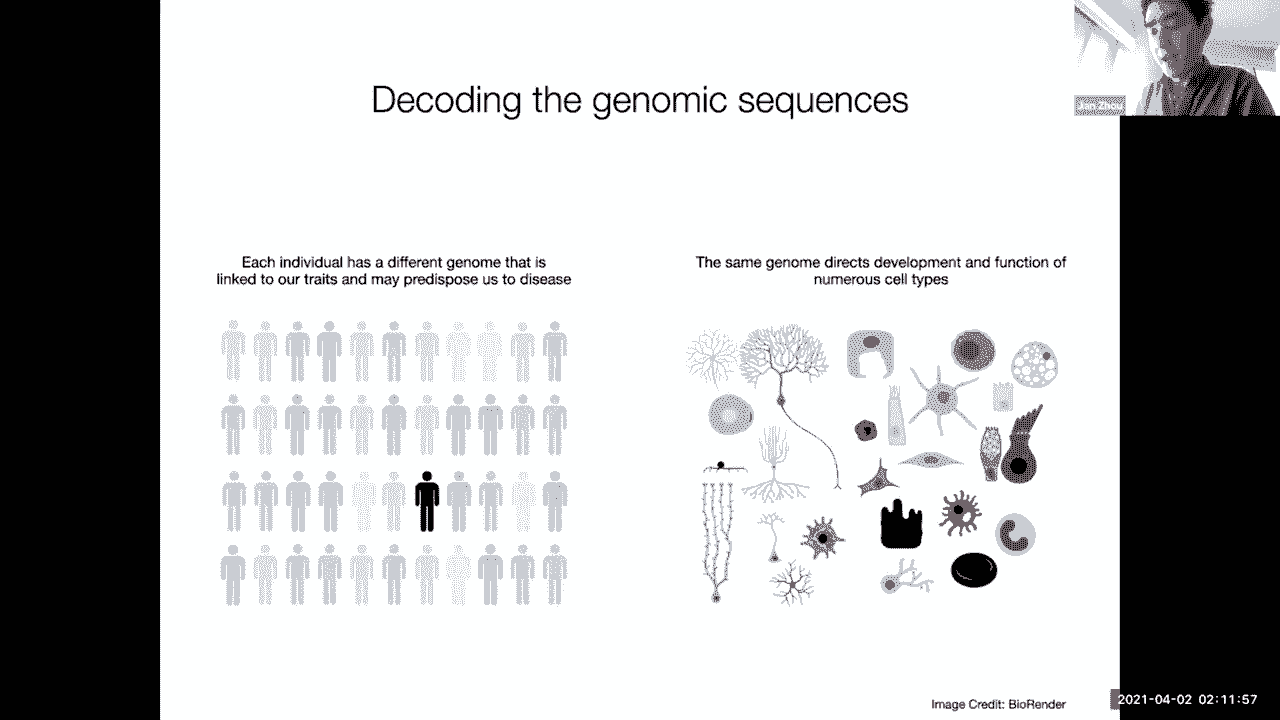 Decoding the genomic sequences
Each individual has a different genome that is
linked to our traits and may predispose us to disease
The same genome directs development and function of
numerous cell types
Image Credit: BioRender
2021-04-02 02:11:57